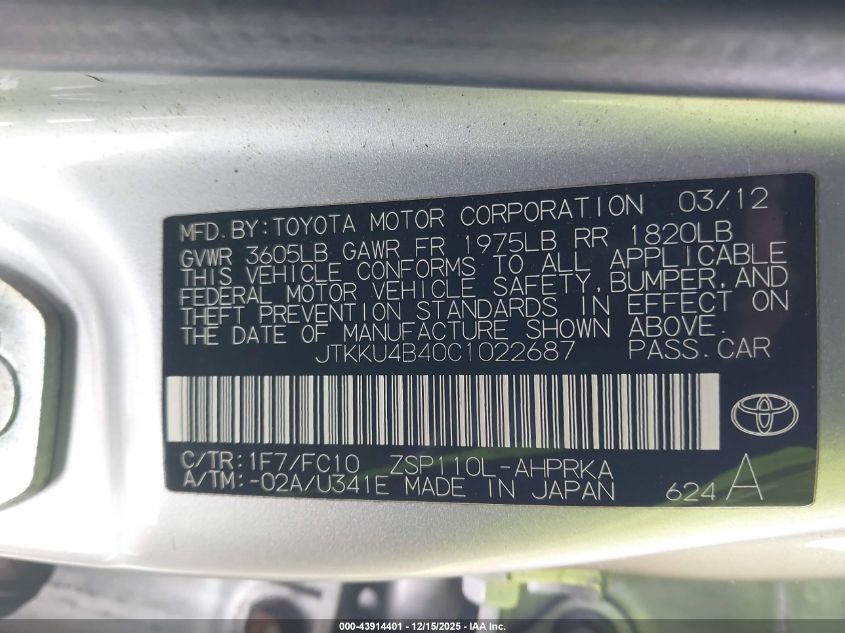 MFD. BY: TOYOTA MOTOR CORPORATION 03/12
GVWR 3605LB GAWR FR 1975LB RR 1820LB
THIS VEHICLE CONFORMS TO ALL APPLICABLE
FEDERAL MOTOR VEHICLE SAFETY, BUMPER, AND
THEFT PREVENTION STANDARDS IN EFFECT ON
THE DATE OF MANUFACTURE SHOWN ABOVE.
JTKKU4B40C1022687 PASS. CAR
C/TR: 1F7/FC10 ZSP110L-AHPRKA
A/TM: -02A/U341E MADE IN JAPAN 624 A
000-43914401 - 12/15/2025 - IAA Inc.